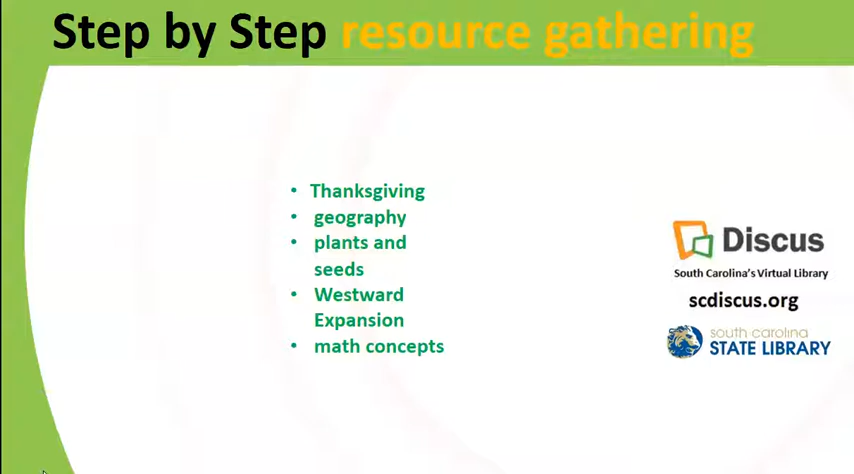 Step by Step resource gathering
• Thanksgiving
• geography
• plants and
seeds
• Westward
Expansion
• math concepts
Discus
South Carolina's Virtual Library
scdiscus.org
south carolina
STATE LIBRARY